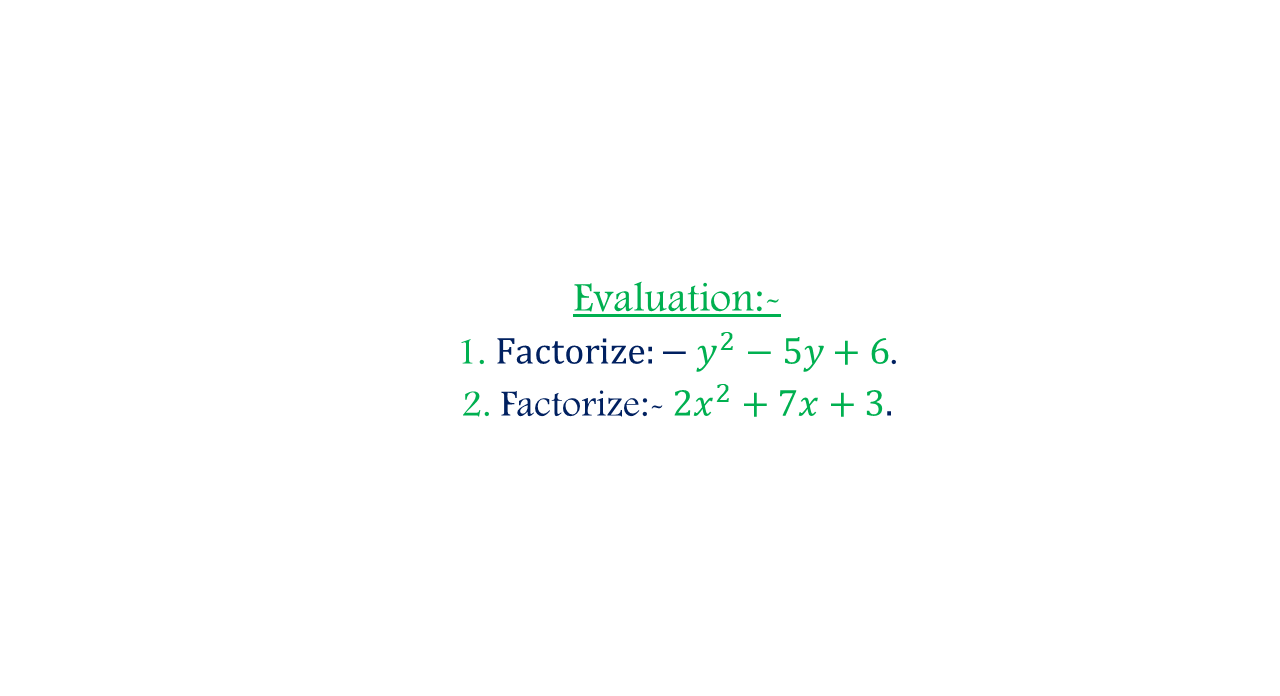 Evaluation:-
1. Factorize: − y² − 5y + 6.
2. Factorize:- 2x² + 7x + 3.